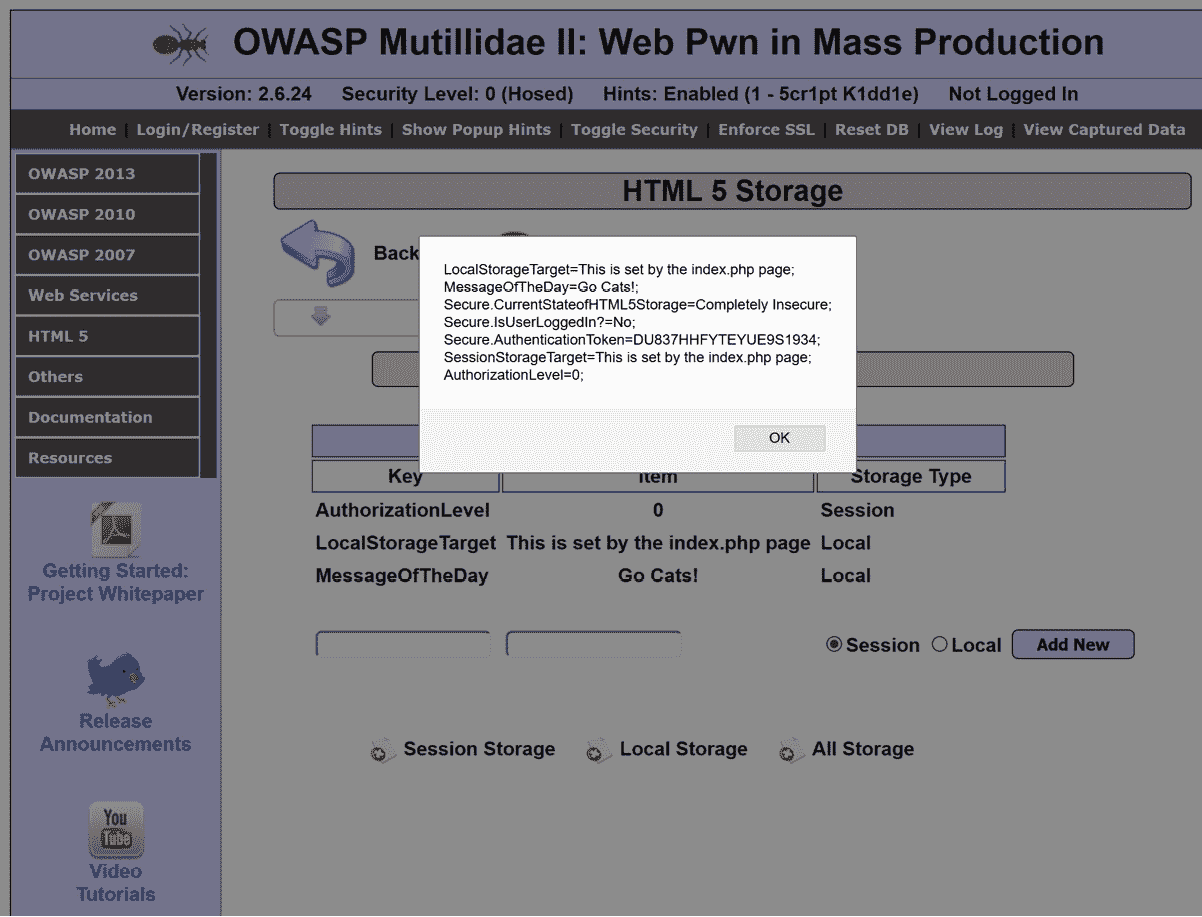 OWASP Mutillidae II: Web Pwn in Mass Production
Version: 2.6.24 Security Level: 0 (Hosed) Hints: Enabled (1 - 5cr1pt K1dd1e) Not Logged In
Home | Login/Register | Toggle Hints | Show Popup Hints | Toggle Security | Enforce SSL | Reset DB | View Log | View Captured Data
OWASP 2013
OWASP 2010
OWASP 2007
Web Services
HTML 5
Others
Documentation
Resources
Getting Started:
Project Whitepaper
Release
Announcements
You
Tube
Video
Tutorials
HTML 5 Storage
Back
LocalStorageTarget=This is set by the index.php page;
MessageOfTheDay=Go Cats!;
Secure.CurrentStateofHTML5Storage=Completely Insecure;
Secure.IsUserLoggedIn?=No;
Secure.AuthenticationToken=DU837HHFYTEYUE9S1934;
SessionStorageTarget=This is set by the index.php page;
AuthorizationLevel=0;
OK
Key Item Storage Type
AuthorizationLevel 0 Session
LocalStorageTarget This is set by the index.php page Local
MessageOfTheDay Go Cats! Local
Session Local Add New
Session Storage Local Storage All Storage